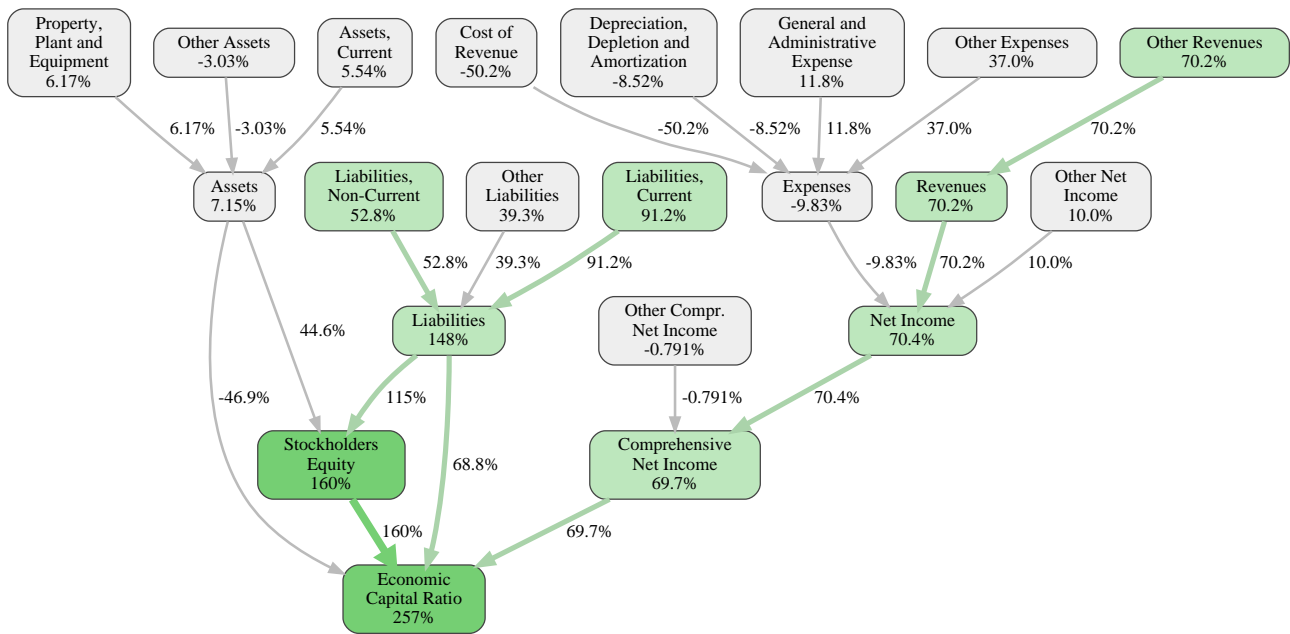 Property,
Plant and
Equipment
6.17%
Other Assets
-3.03%
Assets,
Current
5.54%
Cost of
Revenue
-50.2%
Depreciation,
Depletion and
Amortization
-8.52%
General and
Administrative
Expense
11.8%
Other Expenses
37.0%
Other Revenues
70.2%
6.17%
-3.03%
5.54%
-50.2%
-8.52%
11.8%
37.0%
70.2%
Assets
7.15%
Liabilities,
Non-Current
52.8%
Other
Liabilities
39.3%
Liabilities,
Current
91.2%
Expenses
-9.83%
Revenues
70.2%
Other Net
Income
10.0%
52.8%
39.3%
91.2%
-9.83%
70.2%
10.0%
44.6%
Liabilities
148%
Other Compr.
Net Income
-0.791%
Net Income
70.4%
-46.9%
115%
-0.791%
70.4%
Stockholders
Equity
160%
68.8%
Comprehensive
Net Income
69.7%
160%
69.7%
Economic
Capital Ratio
257%